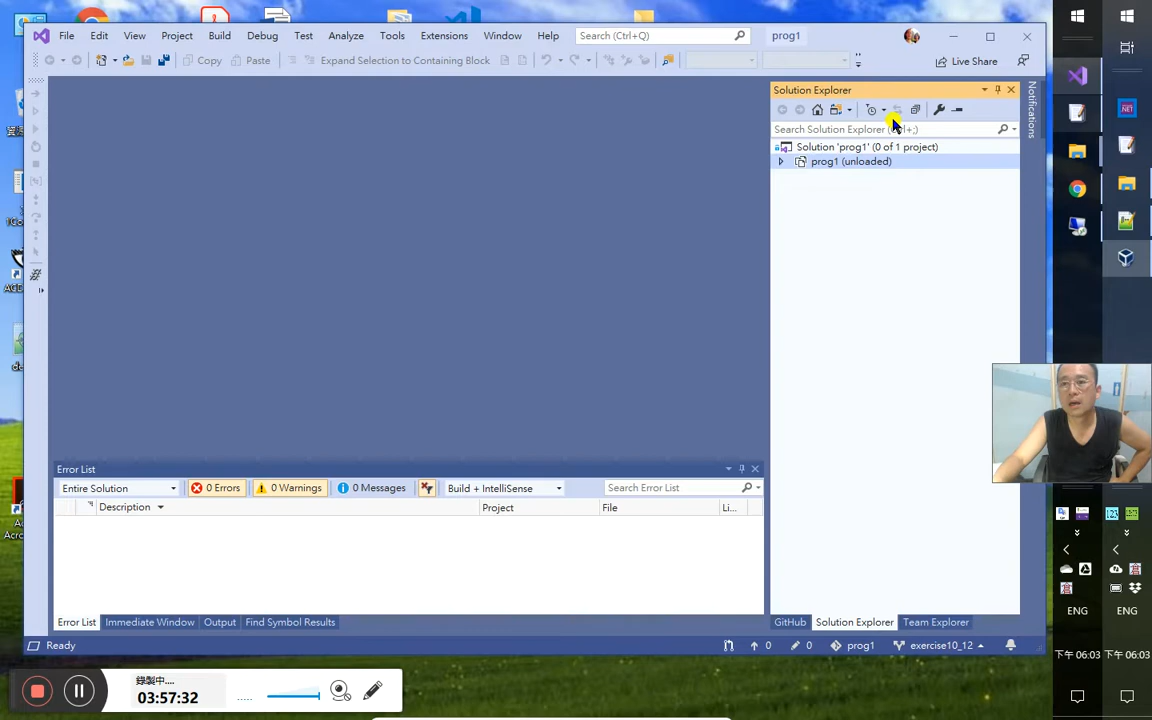 File Edit View Project Build Debug Test Analyze Tools Extensions Window Help Search (Ctrl+Q) prog1
Copy Paste Expand Selection to Containing Block Live Share
Solution Explorer
Search Solution Explorer (Ctrl+;)
Solution 'prog1' (0 of 1 project)
prog1 (unloaded)
Notifications
.NET
Error List
Entire Solution 0 Errors 0 Warnings 0 Messages Build + IntelliSense Search Error List
Description Project File Li...
Error List Immediate Window Output Find Symbol Results GitHub Solution Explorer Team Explorer
Ready 0 0 prog1 exercise10_12
錄製中....
03:57:32
123
ENG ENG
下午 06:03 下午 06:03